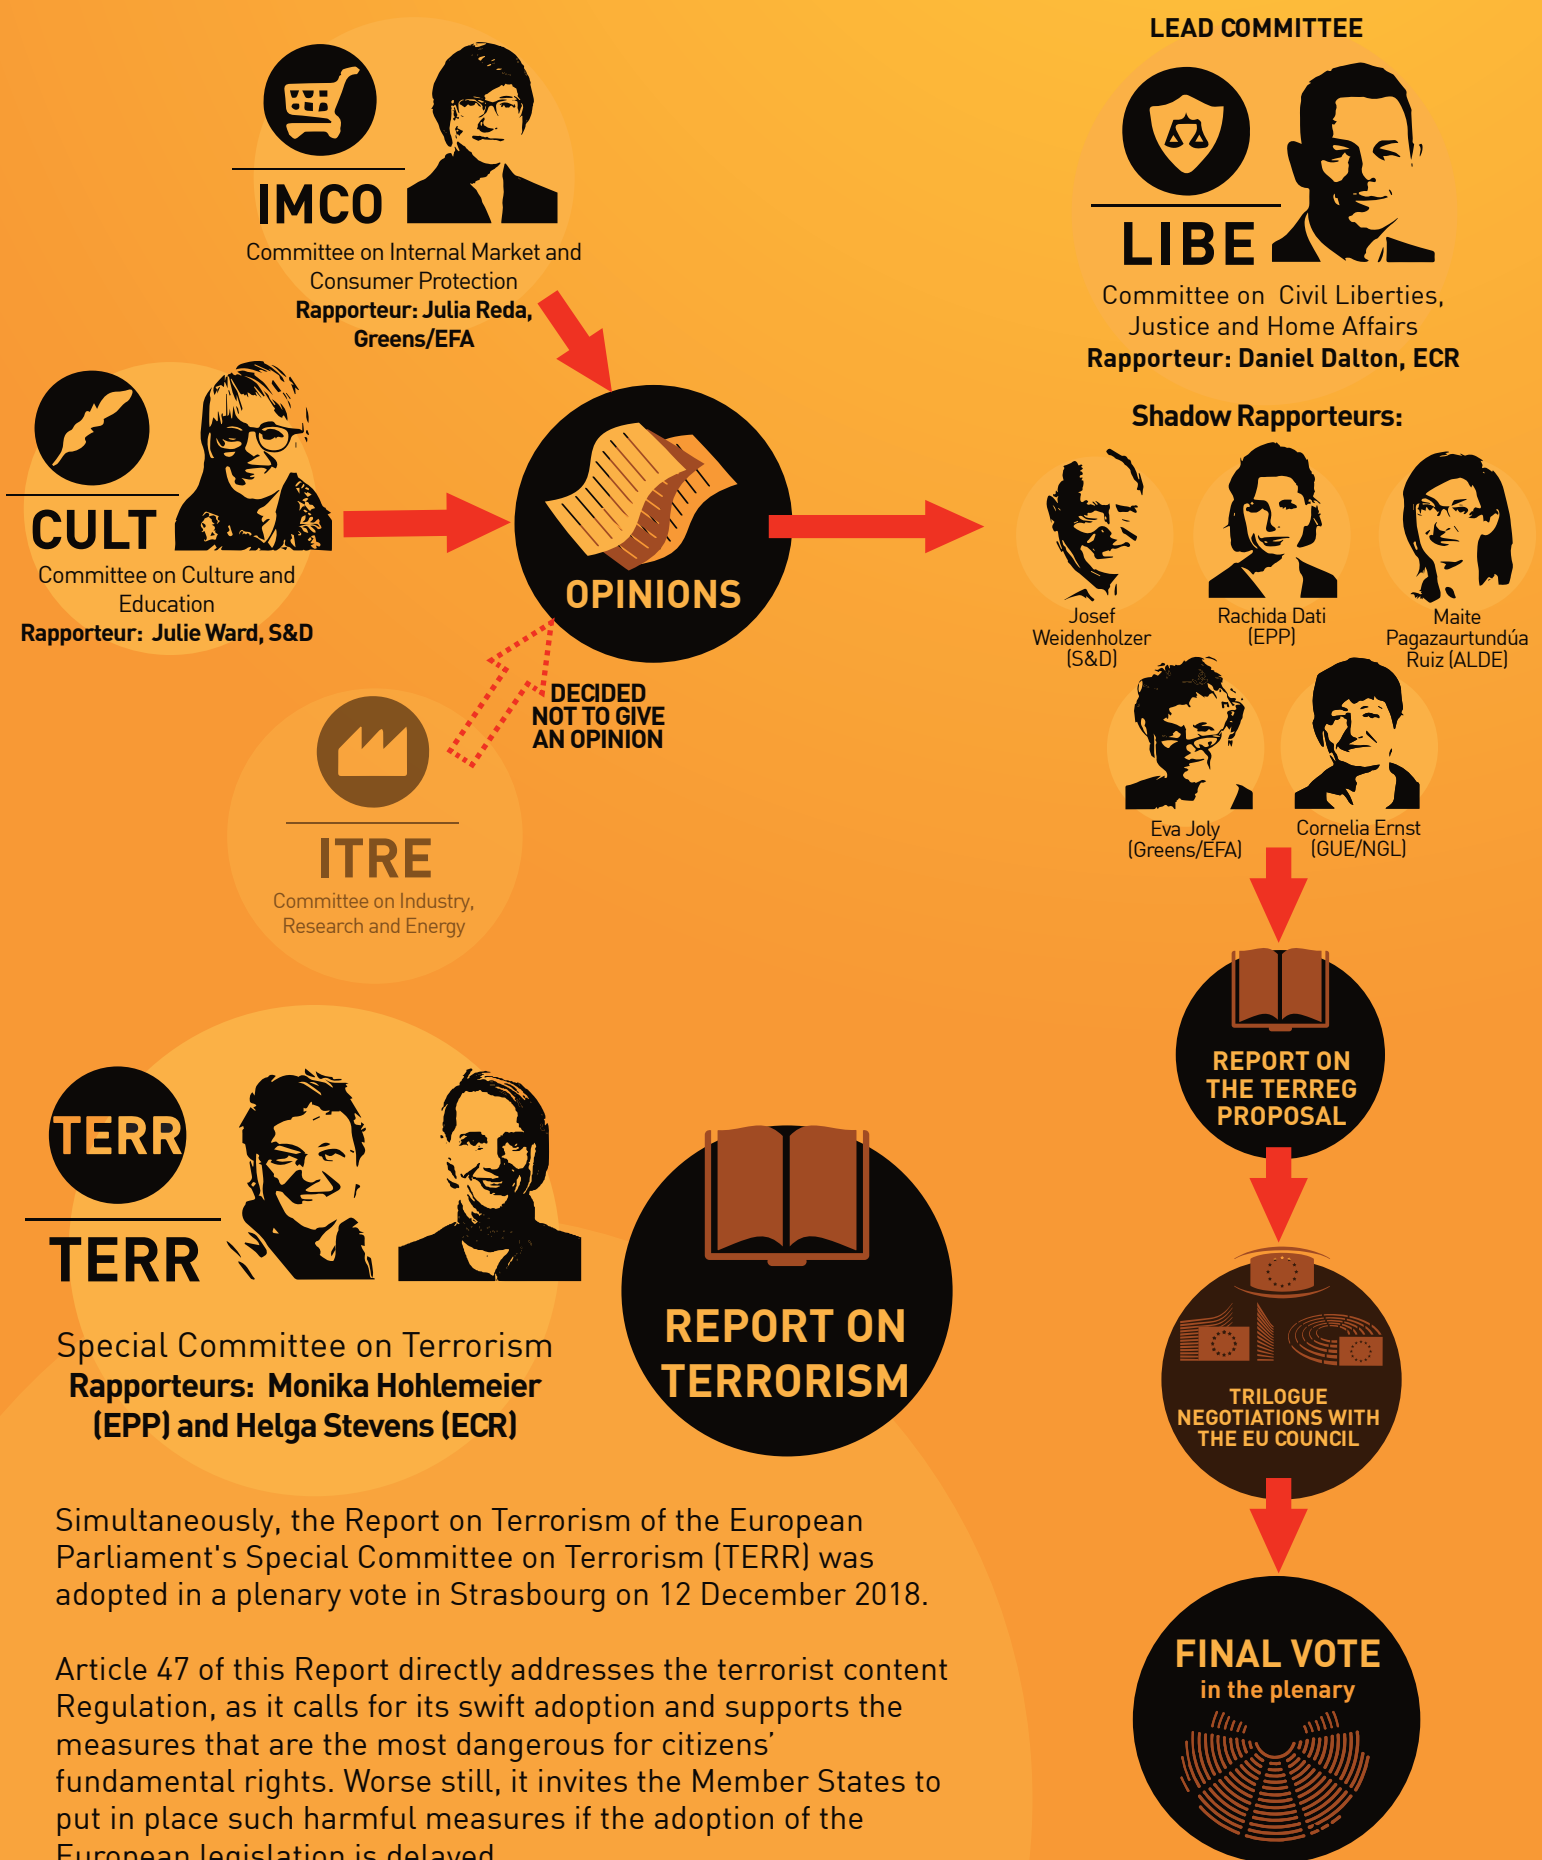 IMCO
Committee on Internal Market and
Consumer Protection
Rapporteur: Julia Reda,
Greens/EFA
CULT
Committee on Culture and
Education
Rapporteur: Julie Ward, S&D
OPINIONS
DECIDED
NOT TO GIVE
AN OPINION
ITRE
Committee on Industry,
Research and Energy
LEAD COMMITTEE
LIBE
Committee on Civil Liberties,
Justice and Home Affairs
Rapporteur: Daniel Dalton, ECR
Shadow Rapporteurs:
Josef
Weidenholzer
(S&D)
Rachida Dati
(EPP)
Maite
Pagazaurtundúa
Ruiz (ALDE)
Eva Joly
(Greens/EFA)
Cornelia Ernst
(GUE/NGL)
REPORT ON
THE TERREG
PROPOSAL
TRILOGUE
NEGOTIATIONS WITH
THE EU COUNCIL
FINAL VOTE
in the plenary
TERR
TERR
Special Committee on Terrorism
Rapporteurs: Monika Hohlemeier
(EPP) and Helga Stevens (ECR)
REPORT ON
TERRORISM
Simultaneously, the Report on Terrorism of the European
Parliament's Special Committee on Terrorism (TERR) was
adopted in a plenary vote in Strasbourg on 12 December 2018.
Article 47 of this Report directly addresses the terrorist content
Regulation, as it calls for its swift adoption and supports the
measures that are the most dangerous for citizens’
fundamental rights. Worse still, it invites the Member States to
put in place such harmful measures if the adoption of the
European legislation is delayed